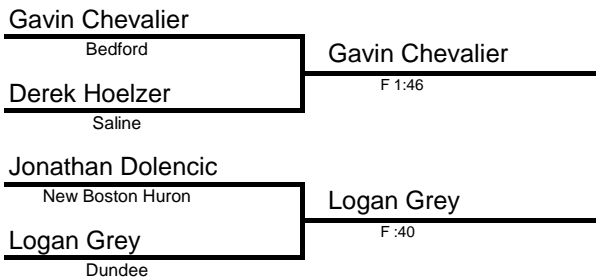 Gavin Chevalier
Bedford
Gavin Chevalier
F 1:46
Derek Hoelzer
Saline
Jonathan Dolencic
New Boston Huron
Logan Grey
F :40
Logan Grey
Dundee